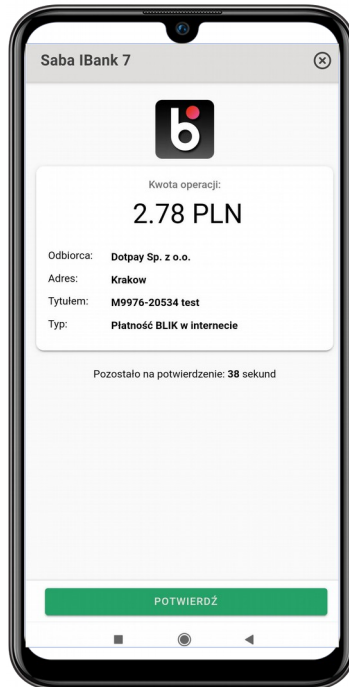 Saba IBank 7
Kwota operacji:
2.78 PLN
Odbiorca: Dotpay Sp. z o.o.
Adres: Krakow
Tytułem: M9976-20534 test
Typ: Płatność BLIK w internecie
Pozostało na potwierdzenie: 38 sekund
POTWIERDŹ